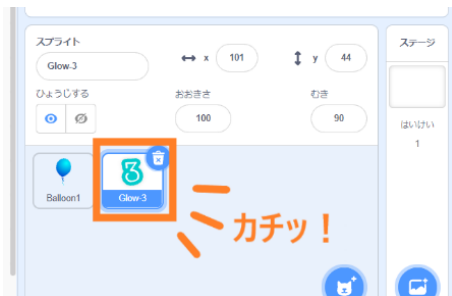 スプライト
ステージ
Glow-3
x 101
y 44
ひょうじする
おおきさ
むき
100
90
はいけい
1
3
Balloon1
Glow-3
カチッ!